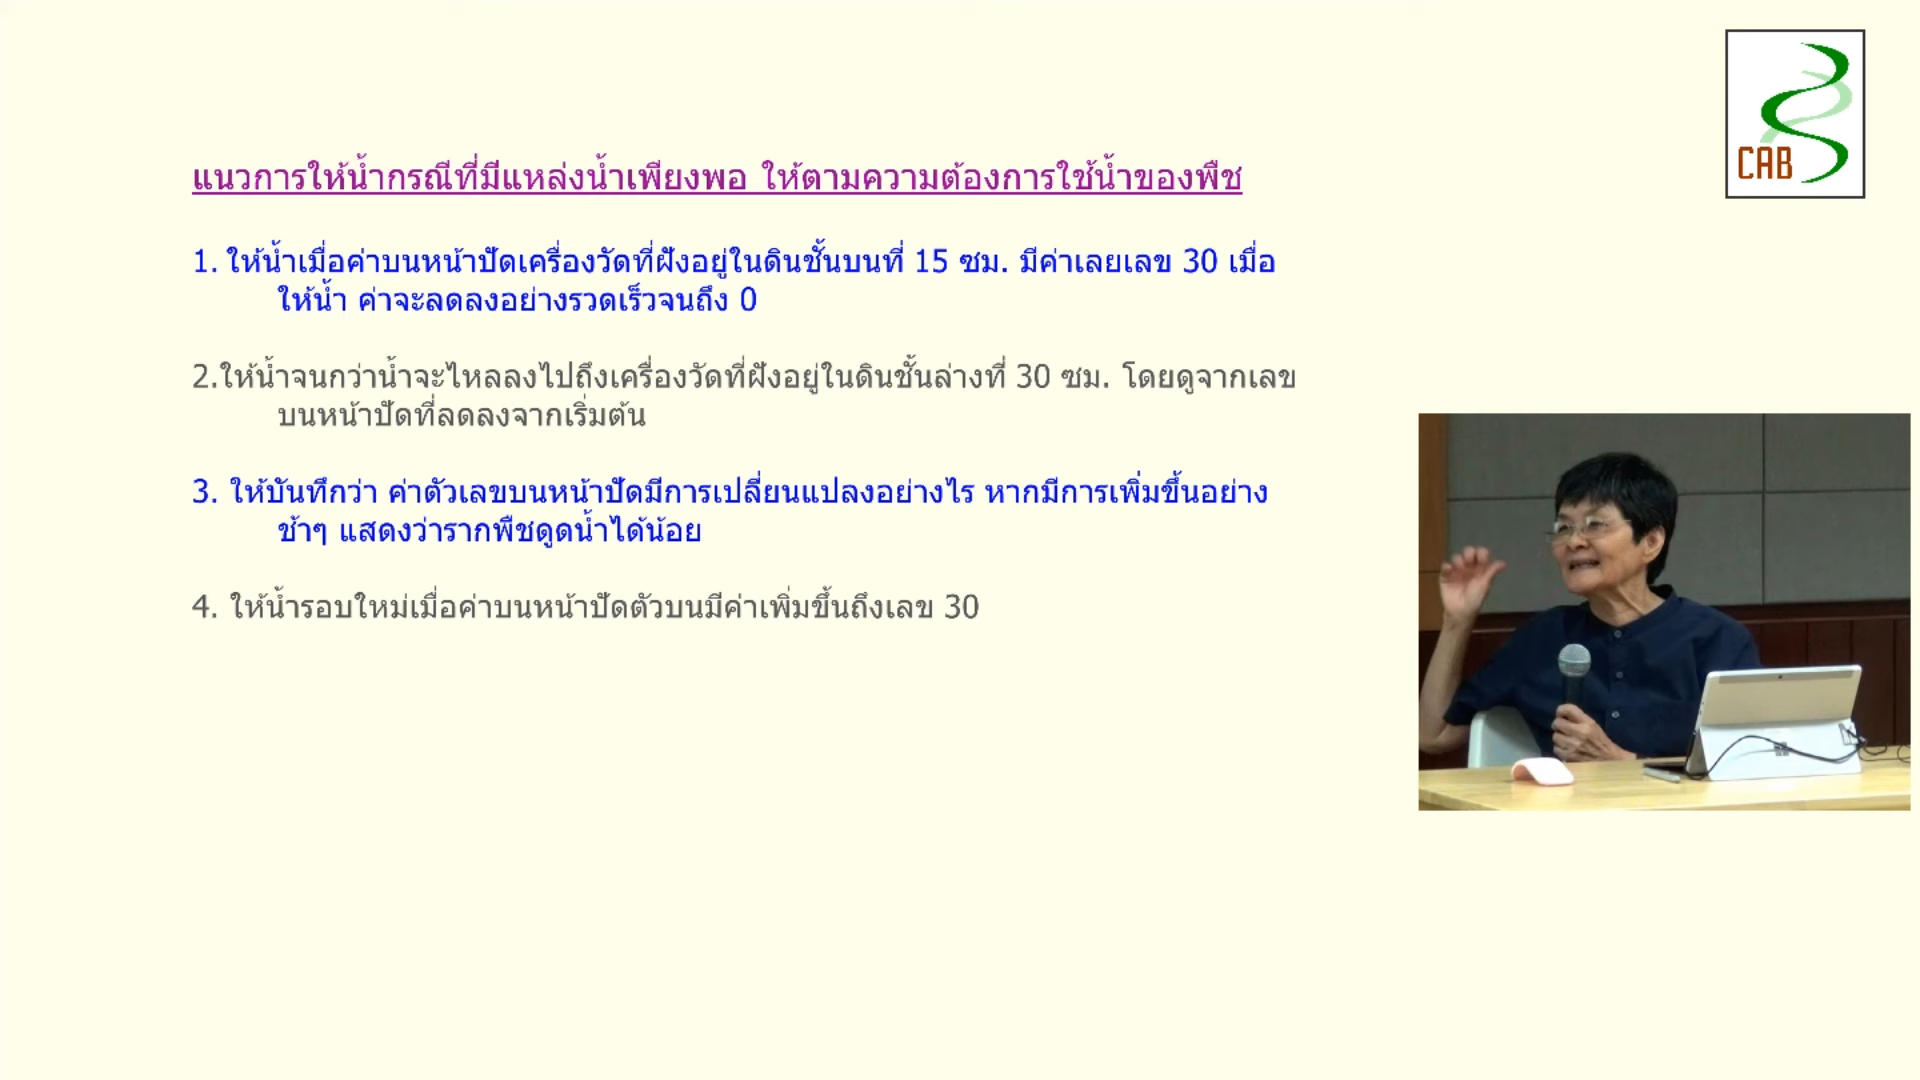 CAB
แนวการให้น้ำกรณีที่มีแหล่งน้ำเพียงพอ ให้ตามความต้องการใช้น้ำของพืช
1. ให้น้ำเมื่อค่าบนหน้าปัดเครื่องวัดที่ฝังอยู่ในดินชั้นบนที่ 15 ซม. มีค่าเลยเลข 30 เมื่อ
ให้น้ำ ค่าจะลดลงอย่างรวดเร็วจนถึง 0
2.ให้น้ำจนกว่าน้ำจะไหลลงไปถึงเครื่องวัดที่ฝังอยู่ในดินชั้นล่างที่ 30 ซม. โดยดูจากเลข
บนหน้าปัดที่ลดลงจากเริ่มต้น
3. ให้บันทึกว่า ค่าตัวเลขบนหน้าปัดมีการเปลี่ยนแปลงอย่างไร หากมีการเพิ่มขึ้นอย่าง
ช้าๆ แสดงว่ารากพืชดูดน้ำได้น้อย
4. ให้น้ำรอบใหม่เมื่อค่าบนหน้าปัดตัวบนมีค่าเพิ่มขึ้นถึงเลข 30